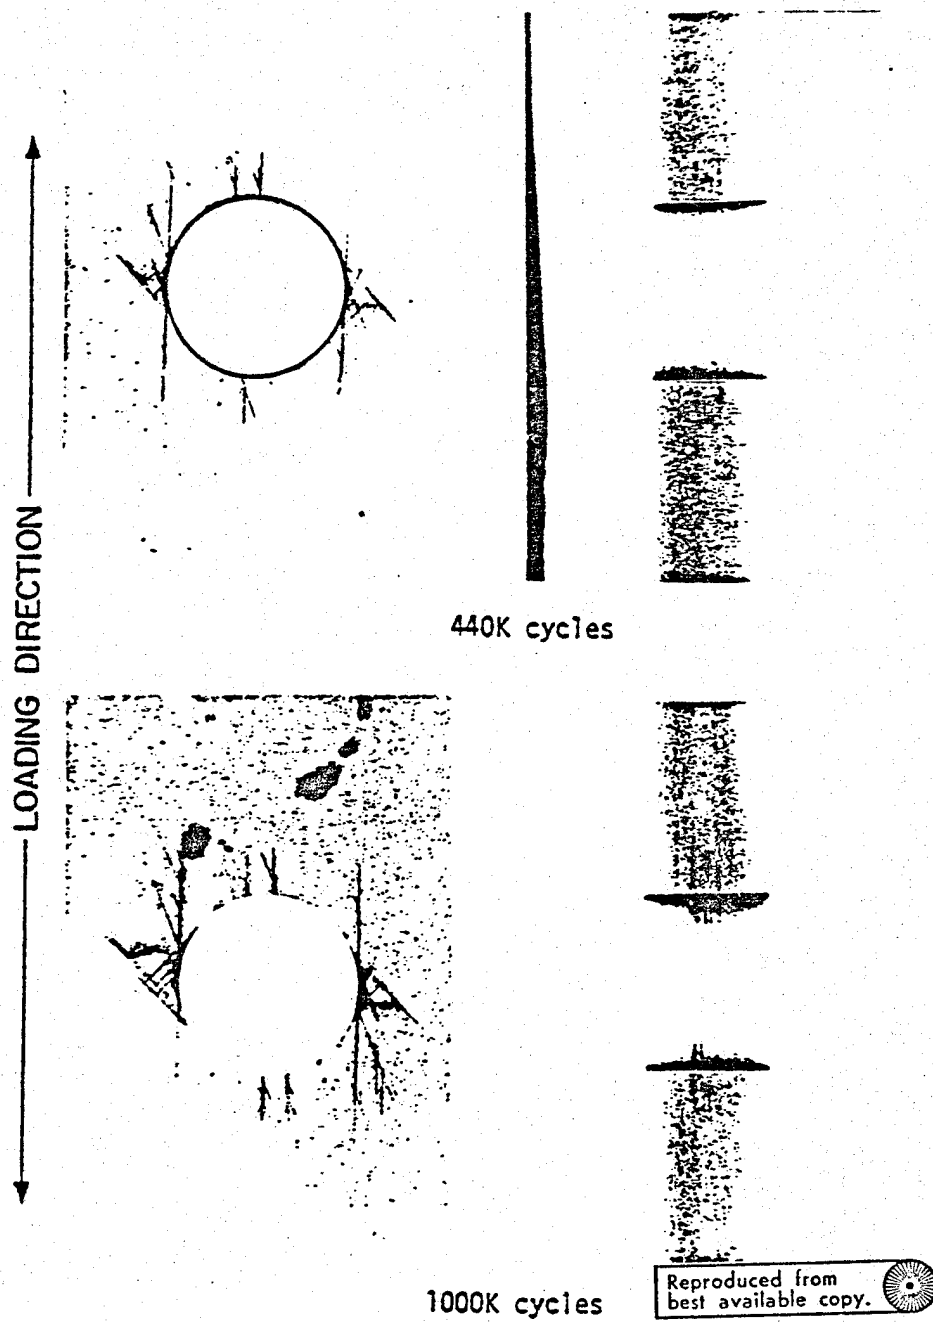 LOADING DIRECTION
440K cycles
1000K cycles
Reproduced from
best available copy.